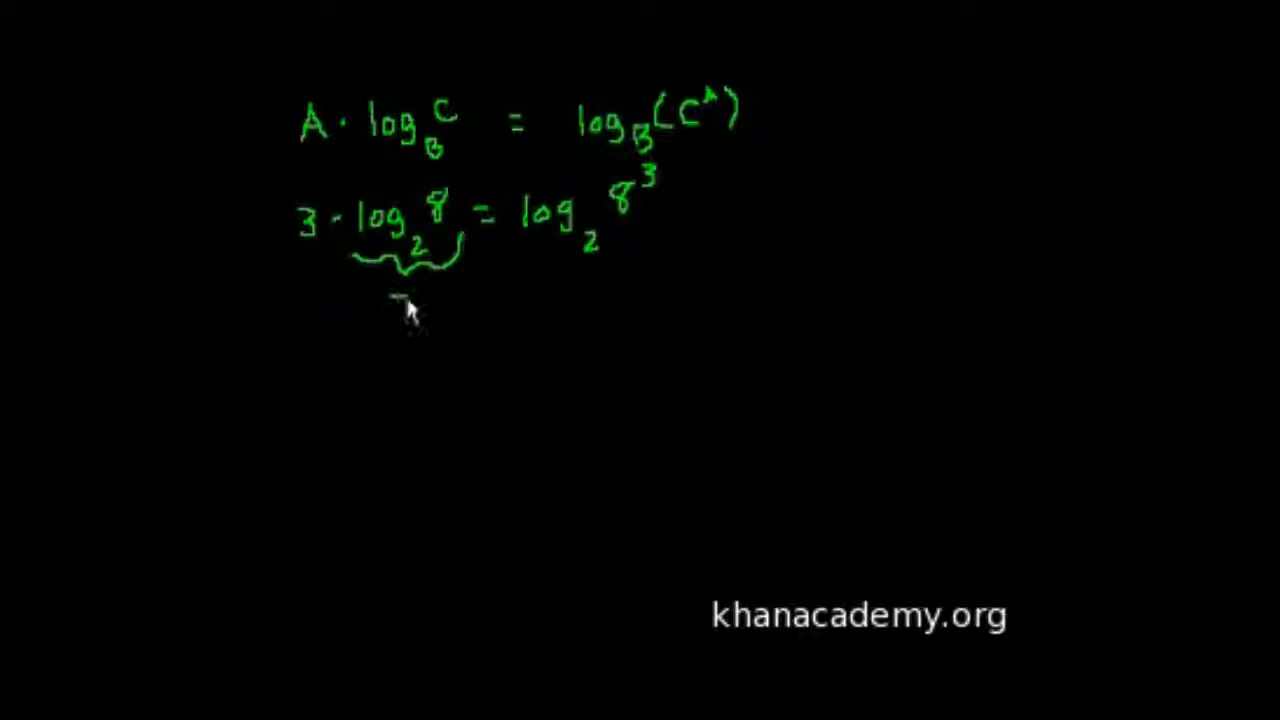 A · log_B C = log_B (C^A)
3 · log_2 8 = log_2 8^3
khanacademy.org